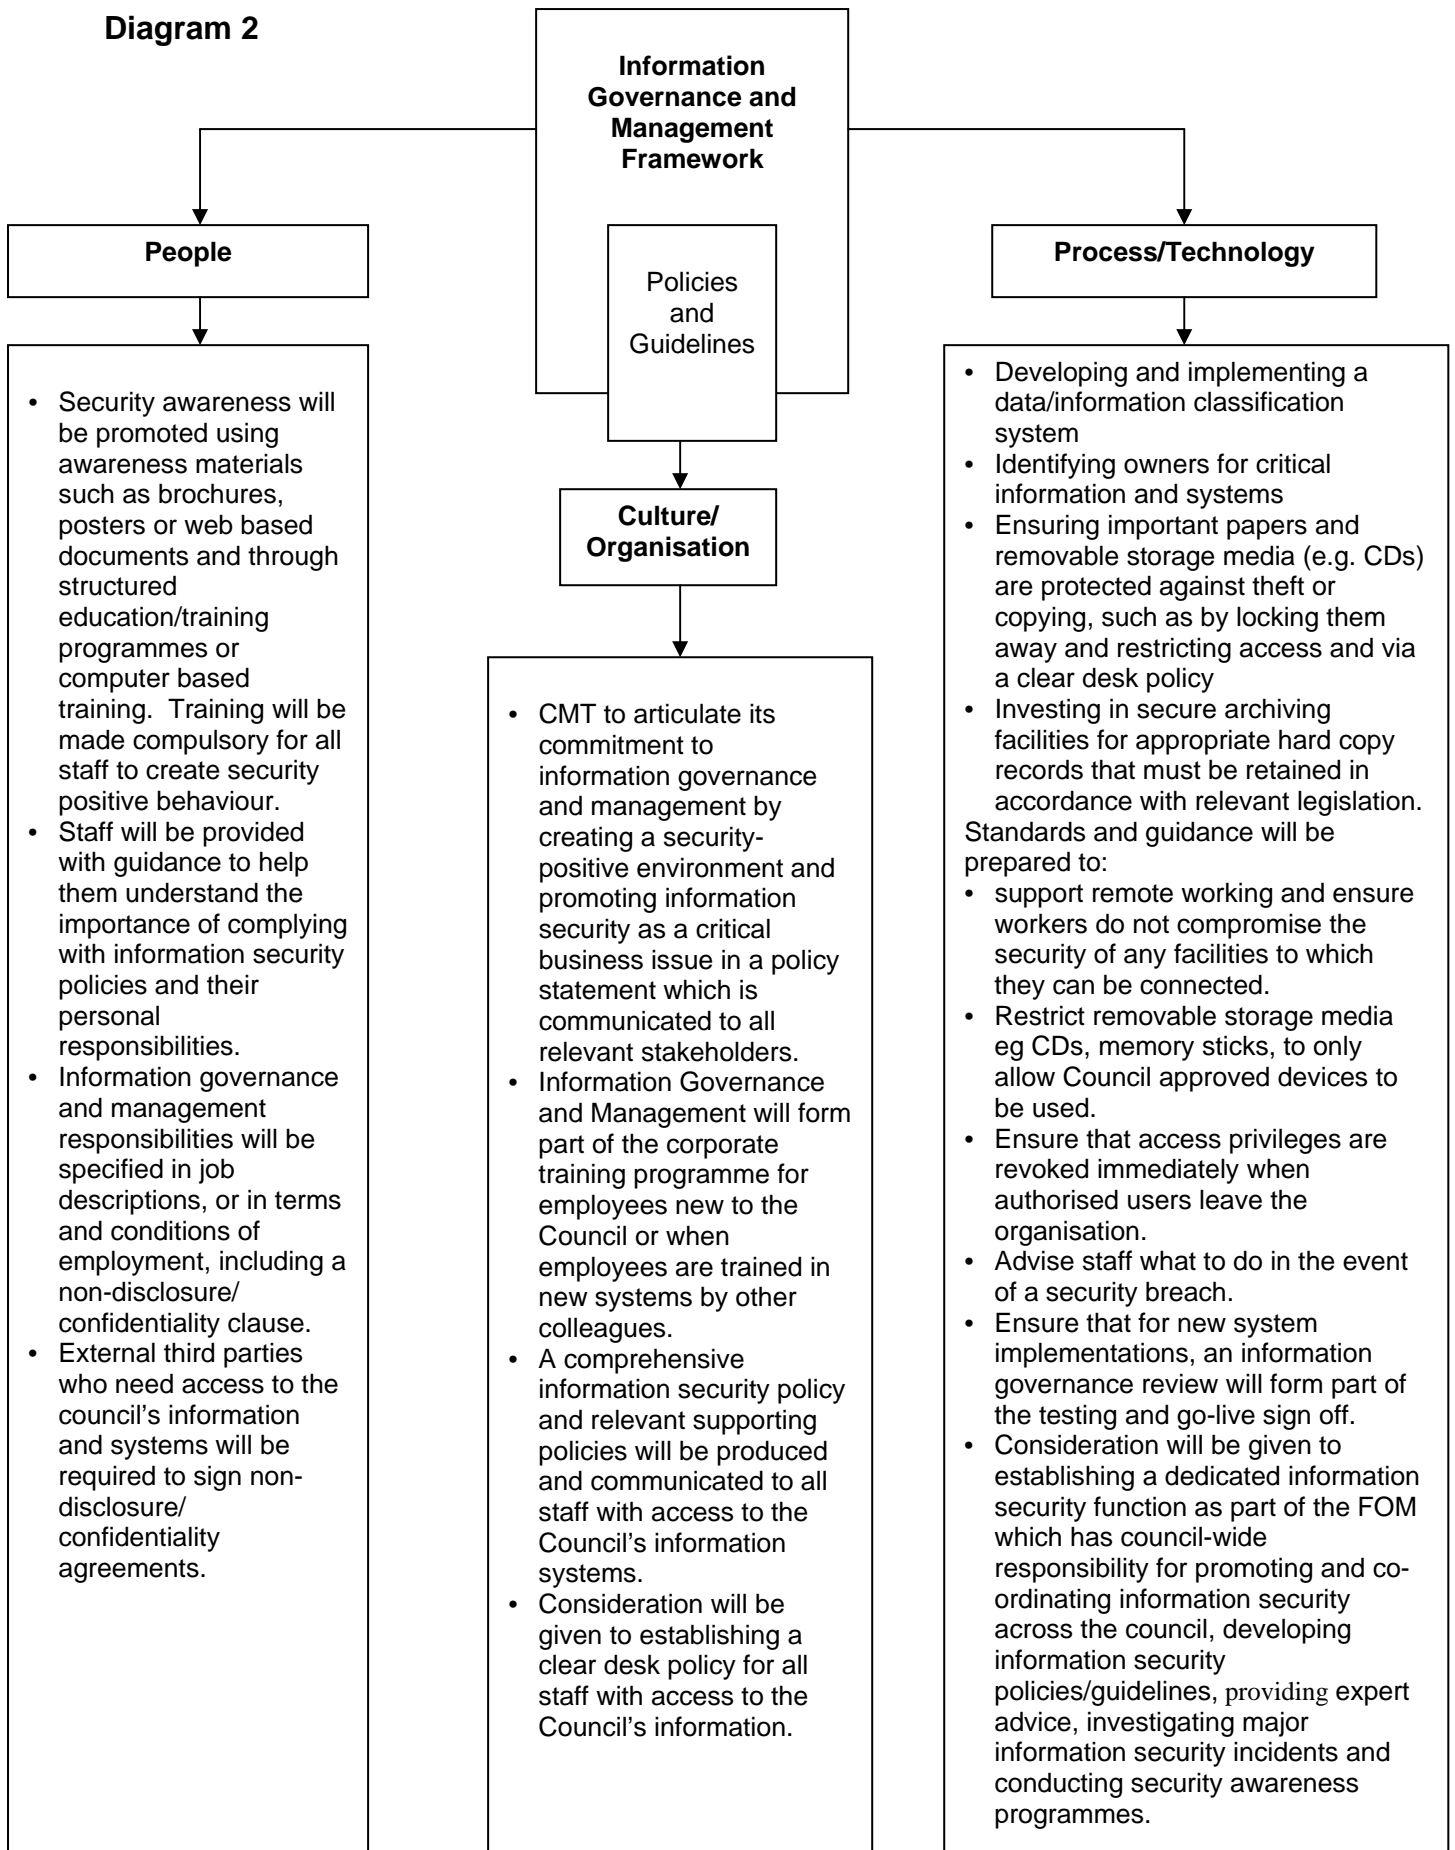 Diagram 2
Information
Governance and
Management
Framework
Policies
and
Guidelines
People
• Security awareness will
be promoted using
awareness materials
such as brochures,
posters or web based
documents and through
structured
education/training
programmes or
computer based
training.  Training will be
made compulsory for all
staff to create security
positive behaviour.
• Staff will be provided
with guidance to help
them understand the
importance of complying
with information security
policies and their
personal
responsibilities.
• Information governance
and management
responsibilities will be
specified in job
descriptions, or in terms
and conditions of
employment, including a
non-disclosure/
confidentiality clause.
• External third parties
who need access to the
council’s information
and systems will be
required to sign non-
disclosure/
confidentiality
agreements.
Culture/
Organisation
• CMT to articulate its
commitment to
information governance
and management by
creating a security-
positive environment and
promoting information
security as a critical
business issue in a policy
statement which is
communicated to all
relevant stakeholders.
• Information Governance
and Management will form
part of the corporate
training programme for
employees new to the
Council or when
employees are trained in
new systems by other
colleagues.
• A comprehensive
information security policy
and relevant supporting
policies will be produced
and communicated to all
staff with access to the
Council’s information
systems.
• Consideration will be
given to establishing a
clear desk policy for all
staff with access to the
Council’s information.
Process/Technology
• Developing and implementing a
data/information classification
system
• Identifying owners for critical
information and systems
• Ensuring important papers and
removable storage media (e.g. CDs)
are protected against theft or
copying, such as by locking them
away and restricting access and via
a clear desk policy
• Investing in secure archiving
facilities for appropriate hard copy
records that must be retained in
accordance with relevant legislation.
Standards and guidance will be
prepared to:
• support remote working and ensure
workers do not compromise the
security of any facilities to which
they can be connected.
• Restrict removable storage media
eg CDs, memory sticks, to only
allow Council approved devices to
be used.
• Ensure that access privileges are
revoked immediately when
authorised users leave the
organisation.
• Advise staff what to do in the event
of a security breach.
• Ensure that for new system
implementations, an information
governance review will form part of
the testing and go-live sign off.
• Consideration will be given to
establishing a dedicated information
security function as part of the FOM
which has council-wide
responsibility for promoting and co-
ordinating information security
across the council, developing
information security
policies/guidelines, providing expert
advice, investigating major
information security incidents and
conducting security awareness
programmes.